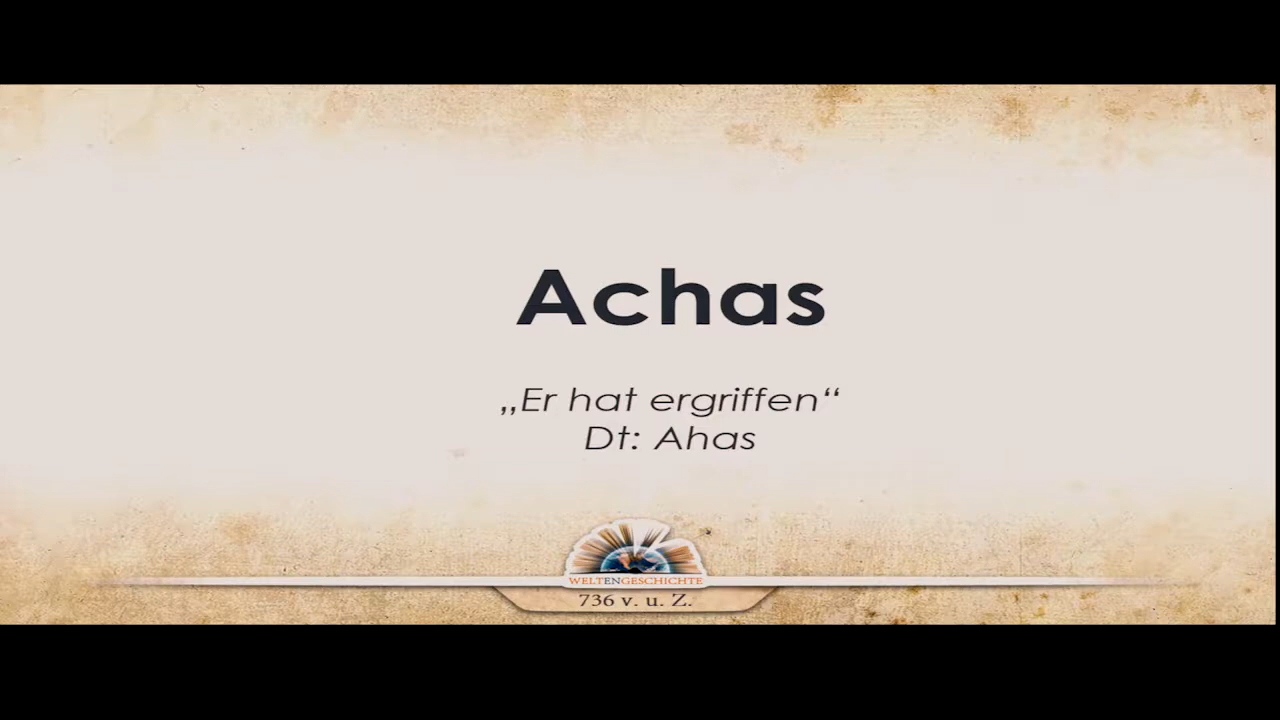 Achas
„Er hat ergriffen“
Dt: Ahas
WELTENGESCHICHTE
736 v. u. Z.